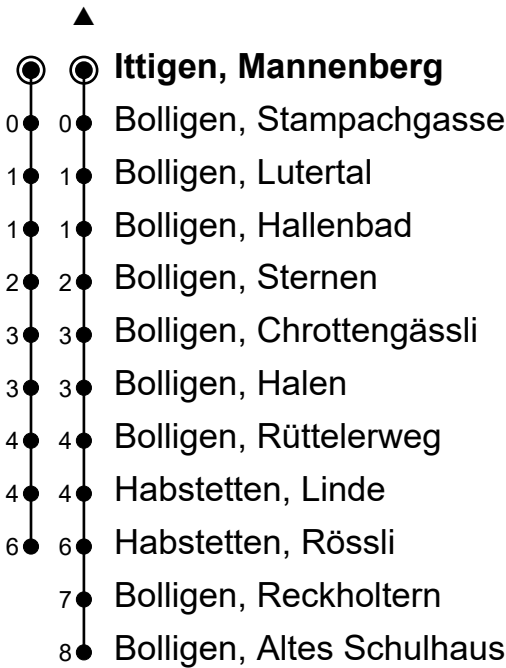 ▲
Ittigen, Mannenberg
0 0 Bolligen, Stampachgasse
1 1 Bolligen, Lutertal
1 1 Bolligen, Hallenbad
2 2 Bolligen, Sternen
3 3 Bolligen, Chrottengässli
3 3 Bolligen, Halen
4 4 Bolligen, Rüttelerweg
4 4 Habstetten, Linde
6 6 Habstetten, Rössli
7 Bolligen, Reckholtern
8 Bolligen, Altes Schulhaus